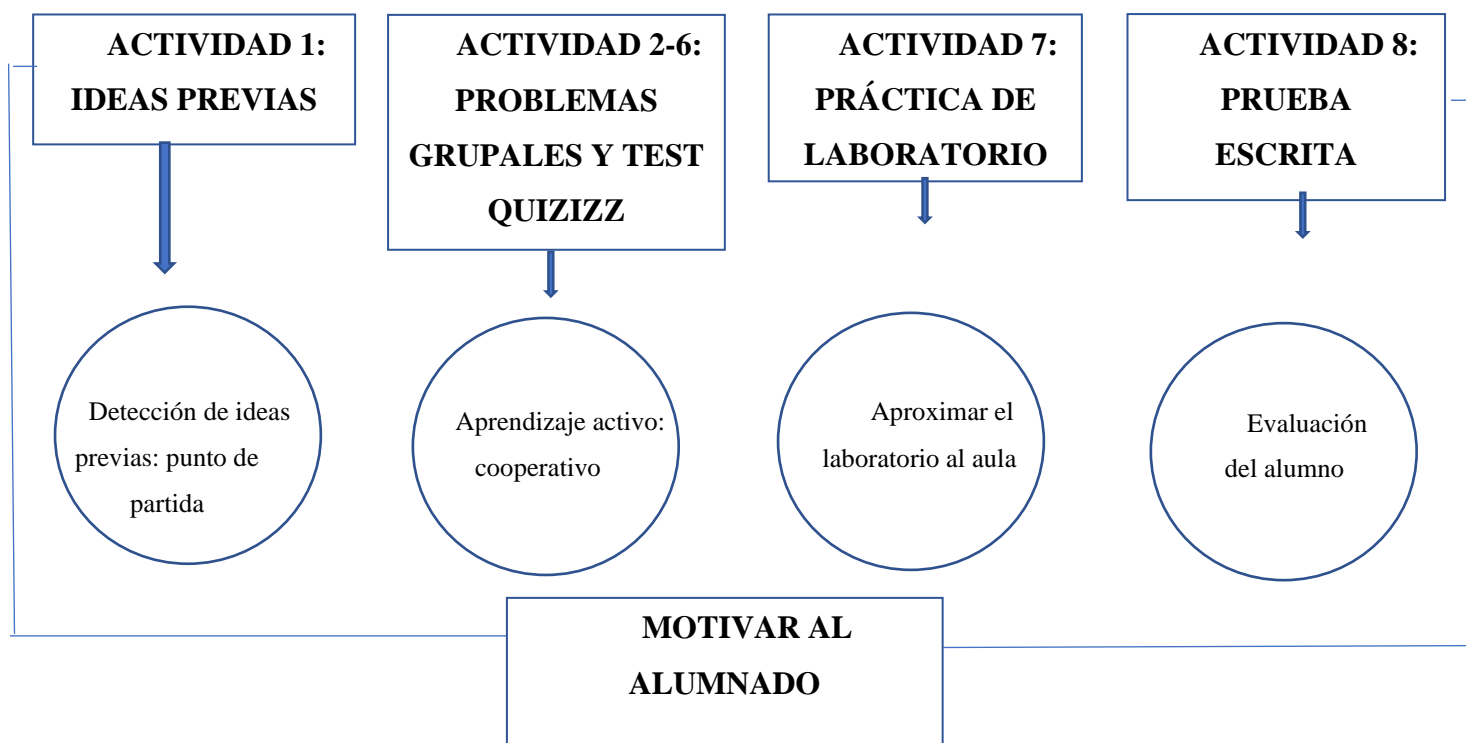 ACTIVIDAD 1:
IDEAS PREVIAS
ACTIVIDAD 2-6:
PROBLEMAS
GRUPALES Y TEST
QUIZIZZ
ACTIVIDAD 7:
PRÁCTICA DE
LABORATORIO
ACTIVIDAD 8:
PRUEBA
ESCRITA
Detección de ideas
previas: punto de
partida
Aprendizaje activo:
cooperativo
Aproximar el
laboratorio al aula
Evaluación
del alumno
MOTIVAR AL
ALUMNADO